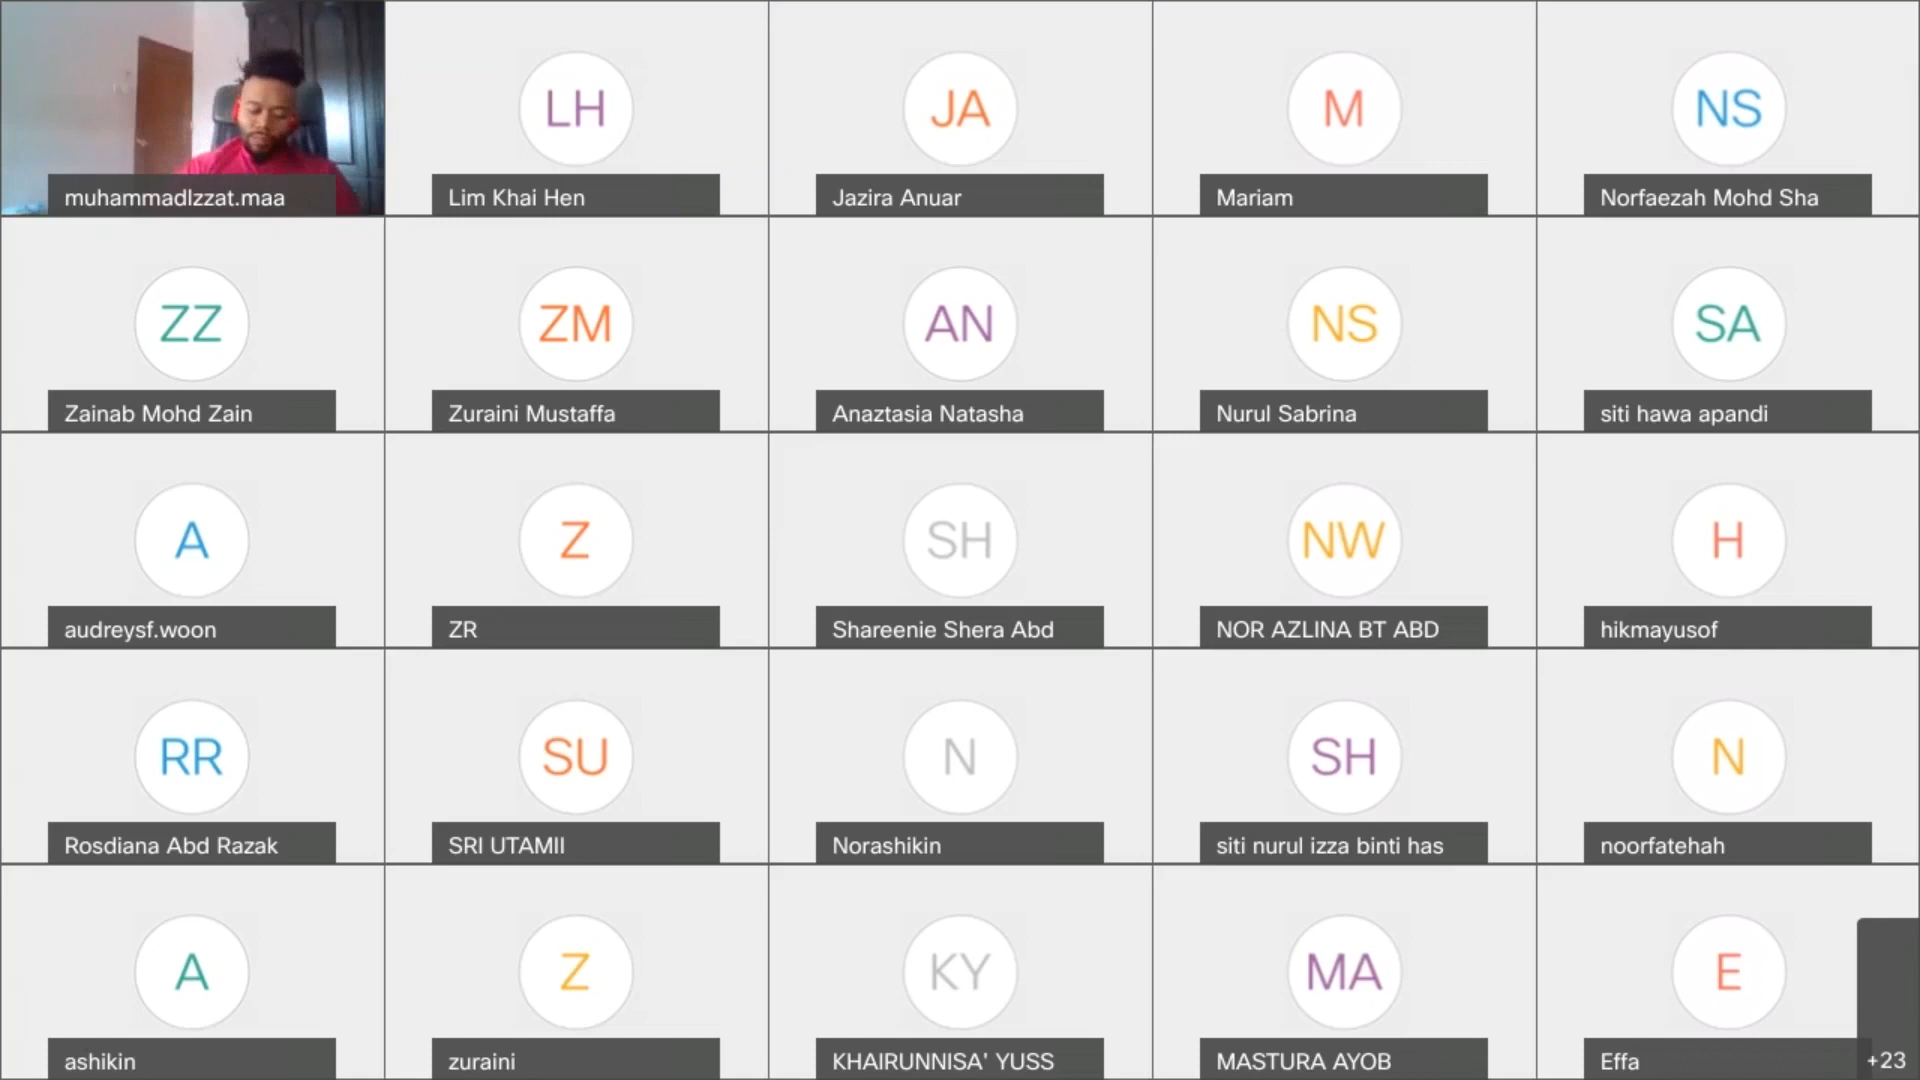 muhammadIzzat.maa
LH
Lim Khai Hen
JA
Jazira Anuar
M
Mariam
NS
Norfaezah Mohd Sha
ZZ
Zainab Mohd Zain
ZM
Zuraini Mustaffa
AN
Anaztasia Natasha
NS
Nurul Sabrina
SA
siti hawa apandi
A
audreysf.woon
Z
ZR
SH
Shareenie Shera Abd
NW
NOR AZLINA BT ABD
H
hikmayusof
RR
Rosdiana Abd Razak
SU
SRI UTAMII
N
Norashikin
SH
siti nurul izza binti has
N
noorfatehah
A
ashikin
Z
zuraini
KY
KHAIRUNNISA' YUSS
MA
MASTURA AYOB
E
Effa
+23